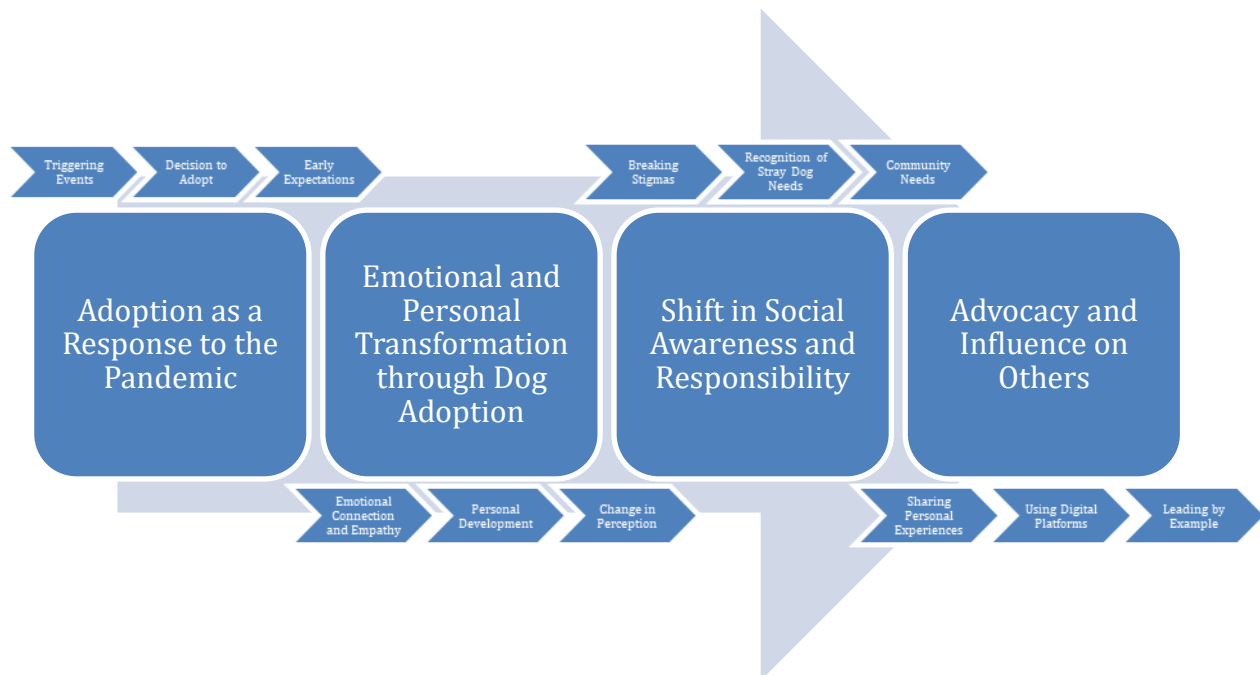 Triggering
Events
Decision to
Adopt
Early
Expectations
Breaking
Stigmas
Recognition of
Stray Dog
Needs
Community
Needs
Adoption as a
Response to the
Pandemic
Emotional and
Personal
Transformation
through Dog
Adoption
Shift in Social
Awareness and
Responsibility
Advocacy and
Influence on
Others
Emotional
Connection
and Empathy
Personal
Development
Change in
Perception
Sharing
Personal
Experiences
Using Digital
Platforms
Leading by
Example